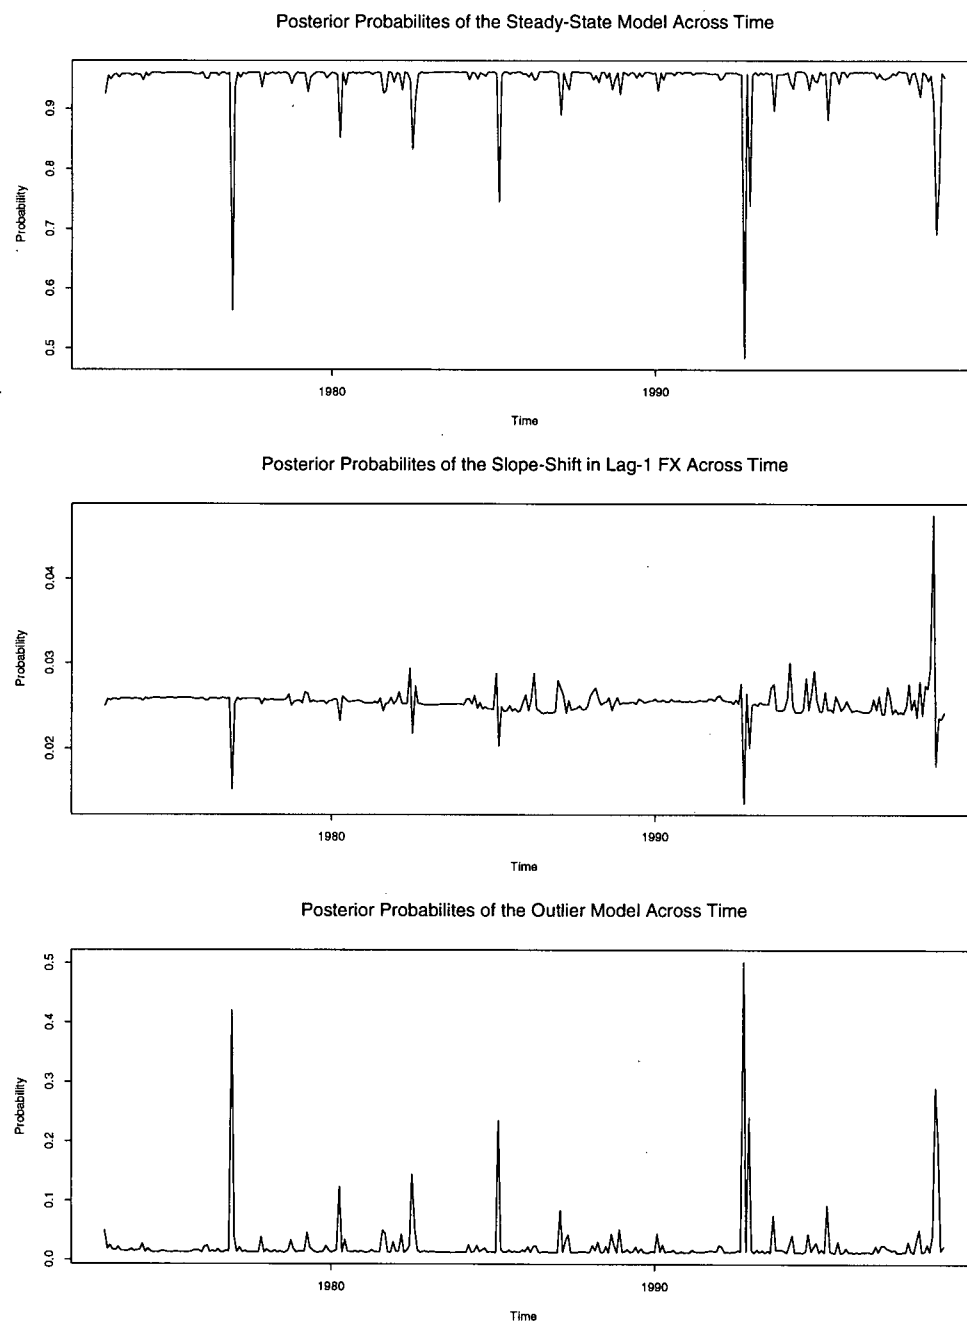 Posterior Probabilites of the Steady-State Model Across Time
0.9
0.8
0.7
0.6
0.5
Probability
1980
1990
Time
Posterior Probabilites of the Slope-Shift in Lag-1 FX Across Time
0.04
0.03
0.02
Probability
1980
1990
Time
Posterior Probabilites of the Outlier Model Across Time
0.5
0.4
0.3
0.2
0.1
0.0
Probability
1980
1990
Time